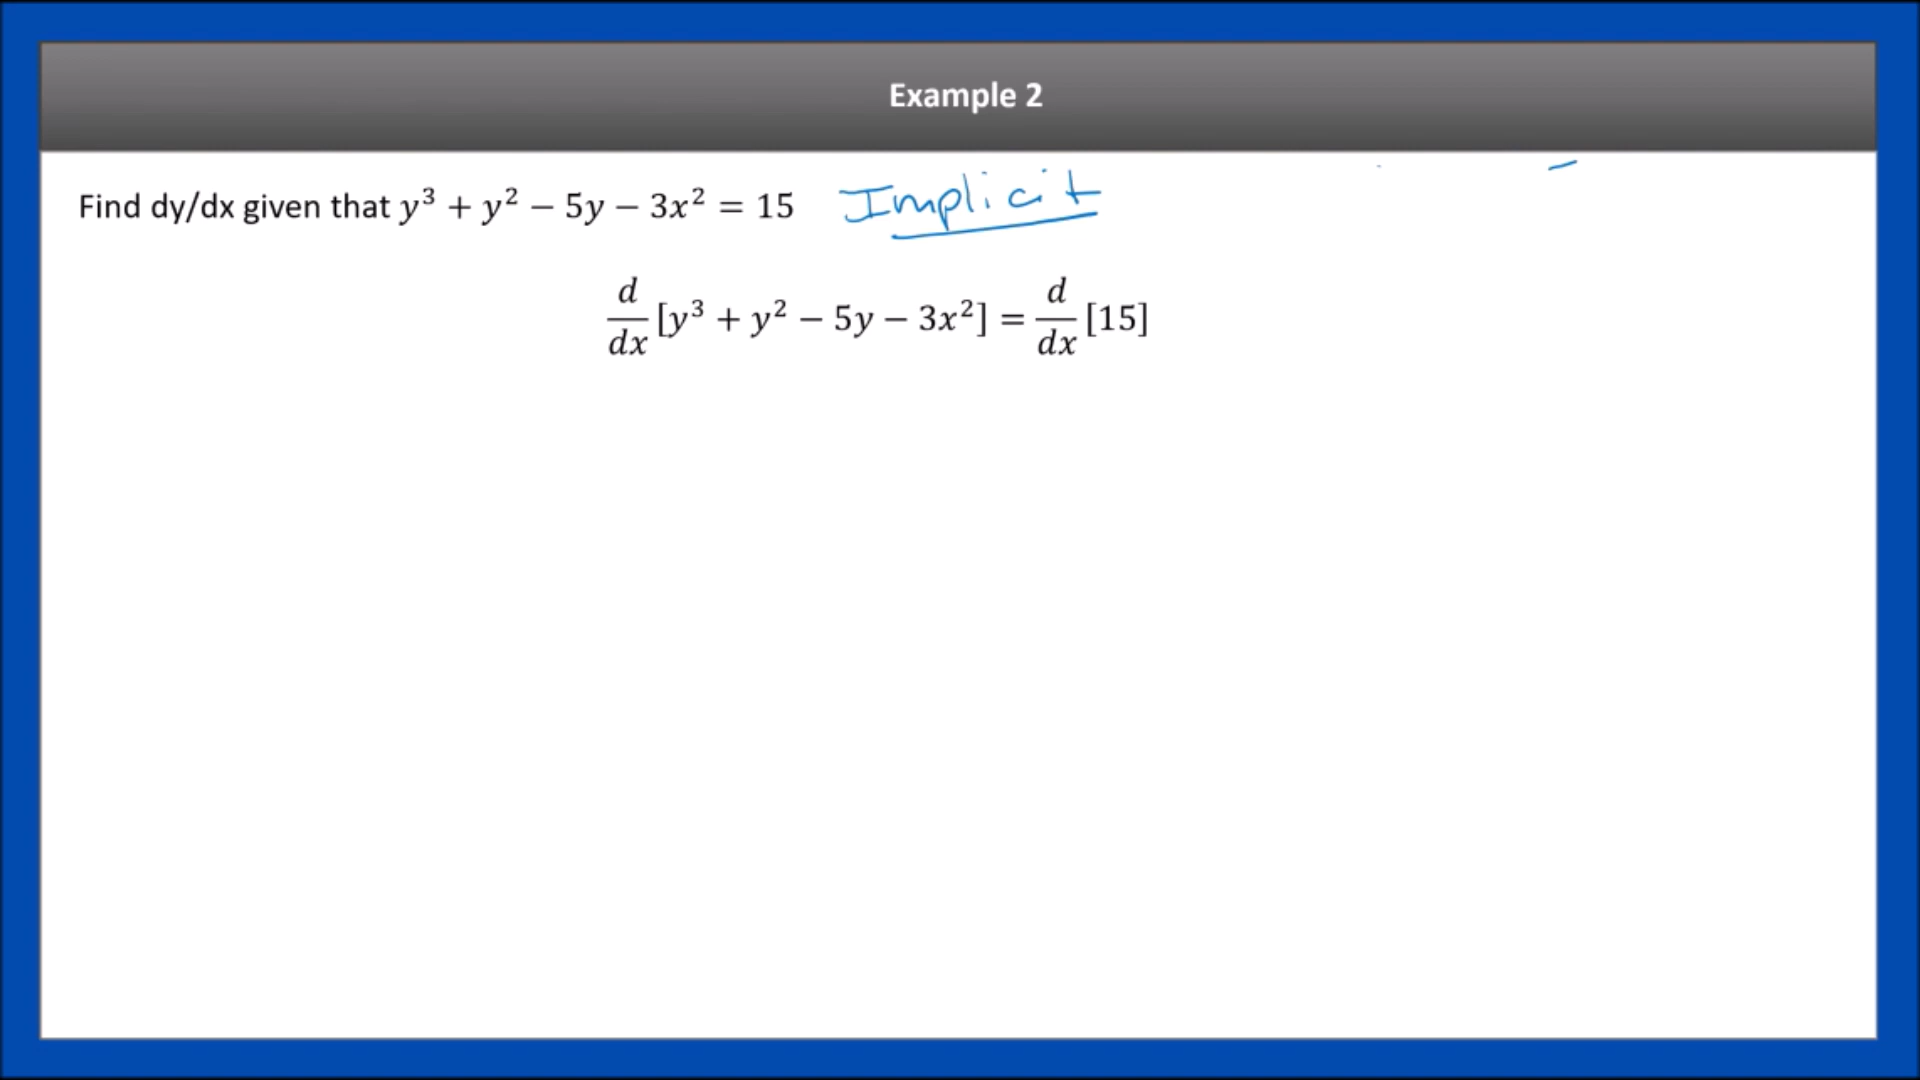 Example 2
Find dy/dx given that y³ + y² − 5y − 3x² = 15 Implicit
d/dx [y³ + y² − 5y − 3x²] = d/dx [15]